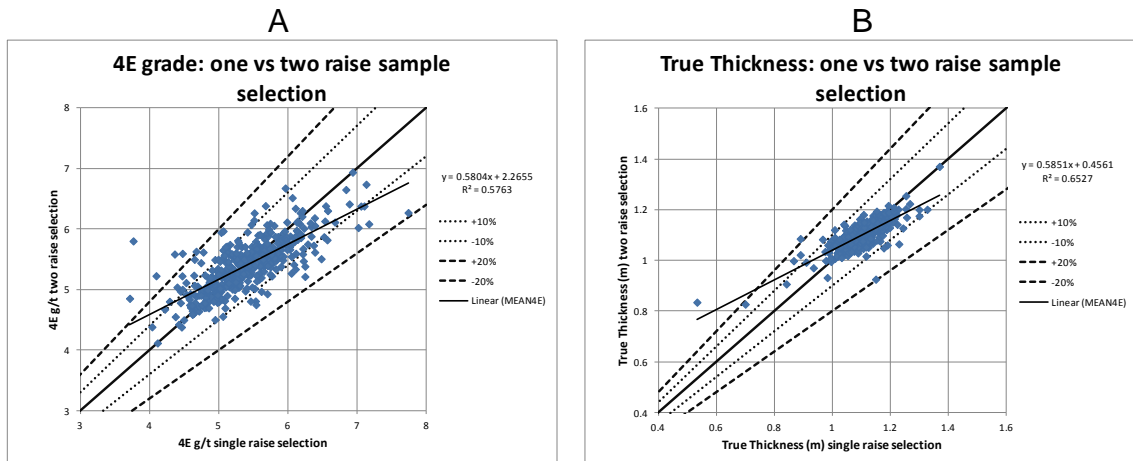 A
4E grade: one vs two raise sample
selection
8
7
6
5
4
3
3
4
5
6
7
8
4E g/t two raise selection
4E g/t single raise selection
y = 0.5804x + 2.2655
R² = 0.5763
+10%
-10%
+20%
-20%
Linear (MEAN4E)
B
True Thickness: one vs two raise sample
selection
1.6
1.4
1.2
1
0.8
0.6
0.4
0.4
0.6
0.8
1
1.2
1.4
1.6
True Thickness (m) two raise selection
True Thickness (m) single raise selection
y = 0.5851x + 0.4561
R² = 0.6527
+10%
-10%
+20%
-20%
Linear (MEAN4E)